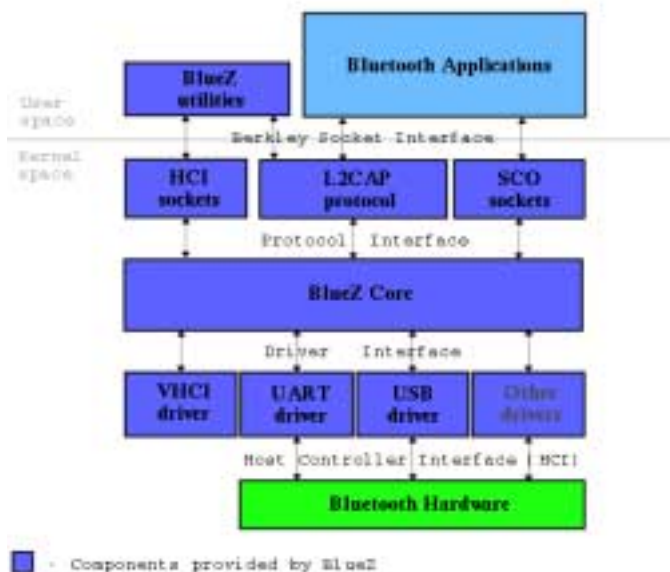 Bluetooth Applications
BlueZ
utilities
User
space
Berkley Socket Interface
Kernel
space
HCI
sockets
L2CAP
protocol
SCO
sockets
Protocol Interface
BlueZ Core
Driver Interface
VHCI
driver
UART
driver
USB
driver
Other
drivers
Host Controller Interface (HCI)
Bluetooth Hardware
- Components provided by BlueZ